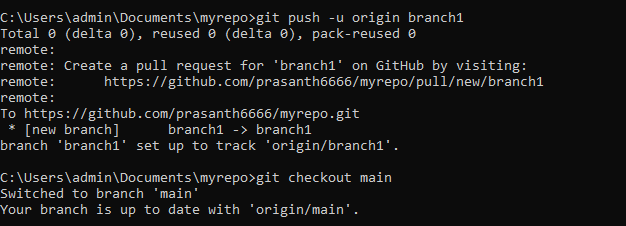 C:\Users\admin\Documents\myrepo>git push -u origin branch1
Total 0 (delta 0), reused 0 (delta 0), pack-reused 0
remote:
remote: Create a pull request for 'branch1' on GitHub by visiting:
remote:      https://github.com/prasanth6666/myrepo/pull/new/branch1
remote:
To https://github.com/prasanth6666/myrepo.git
 * [new branch]      branch1 -> branch1
branch 'branch1' set up to track 'origin/branch1'.

C:\Users\admin\Documents\myrepo>git checkout main
Switched to branch 'main'
Your branch is up to date with 'origin/main'.